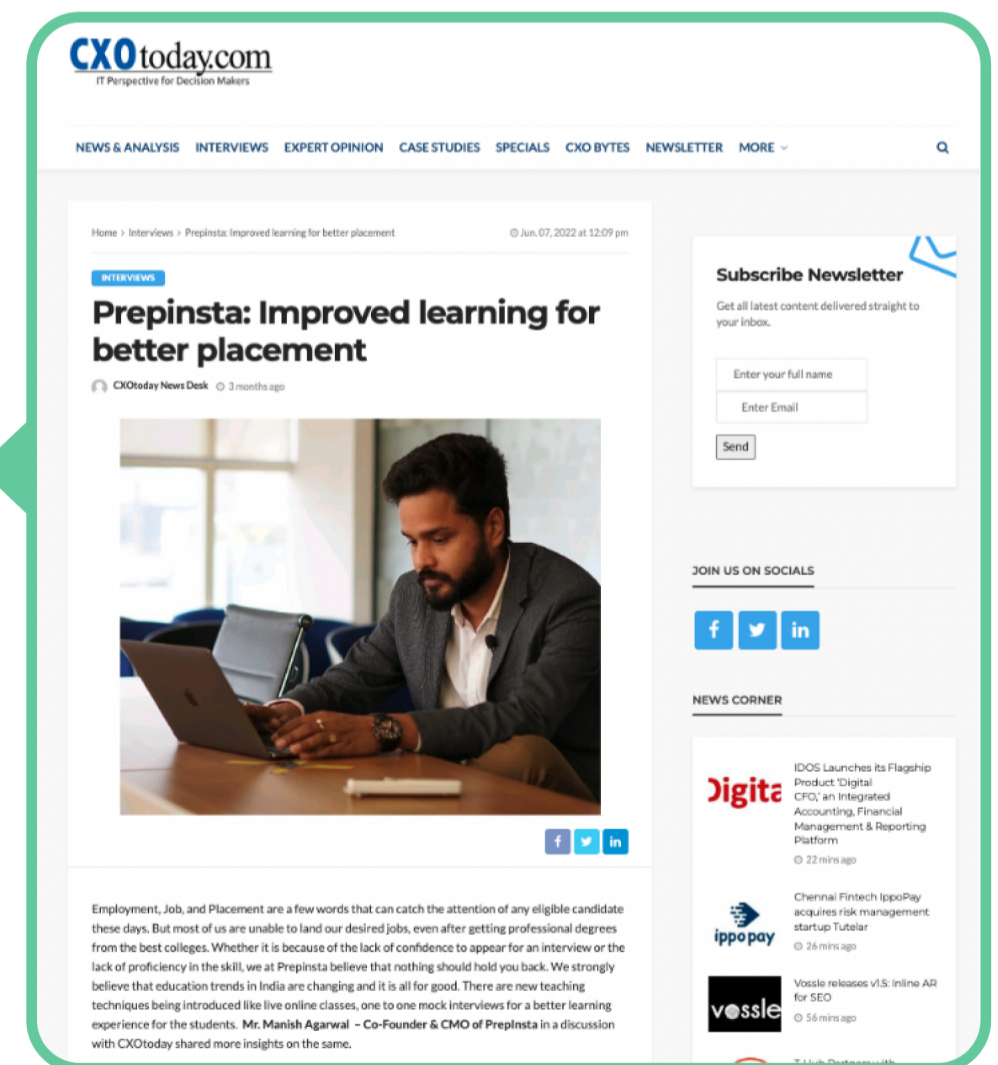 CXOtoday.com
IT Perspective for Decision Makers
NEWS & ANALYSIS INTERVIEWS EXPERT OPINION CASE STUDIES SPECIALS CXO BYTES NEWSLETTER MORE
Home > Interviews > Prepinsta: Improved learning for better placement
Jun. 07, 2022 at 12:09 pm
INTERVIEWS
Prepinsta: Improved learning for
better placement
CXOtoday News Desk 3 months ago
Employment, Job, and Placement are a few words that can catch the attention of any eligible candidate
these days. But most of us are unable to land our desired jobs, even after getting professional degrees
from the best colleges. Whether it is because of the lack of confidence to appear for an interview or the
lack of proficiency in the skill, we at Prepinsta believe that nothing should hold you back. We strongly
believe that education trends in India are changing and it is all for good. There are new teaching
techniques being introduced like live online classes, one to one mock interviews for a better learning
experience for the students. Mr. Manish Agarwal – Co-Founder & CMO of PrepInsta in a discussion
with CXOtoday shared more insights on the same.
Subscribe Newsletter
Get all latest content delivered straight to
your inbox.
Enter your full name
Enter Email
Send
JOIN US ON SOCIALS
NEWS CORNER
Digita
IDOS Launches its Flagship
Product 'Digital
CFO,' an Integrated
Accounting, Financial
Management & Reporting
Platform
22 mins ago
ippopay
Chennai Fintech IppoPay
acquires risk management
startup Tutelar
26 mins ago
vossle
Vossle releases v1.5: Inline AR
for SEO
56 mins ago